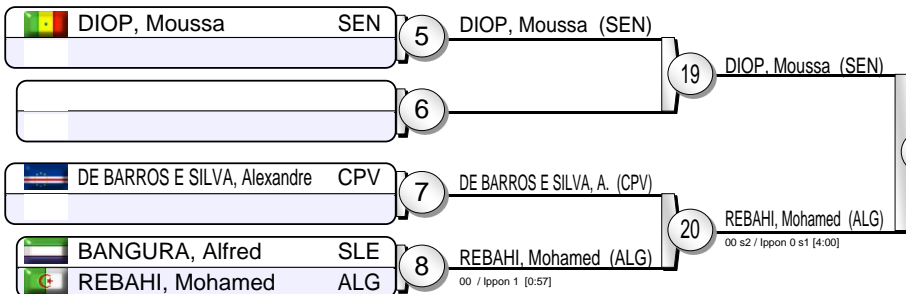 DIOP, Moussa SEN
5
DIOP, Moussa (SEN)
19
DIOP, Moussa (SEN)
6
DE BARROS E SILVA, Alexandre CPV
7
DE BARROS E SILVA, A. (CPV)
20
REBAHI, Mohamed (ALG)
00 s2 / Ippon 0 s1 [4:00]
BANGURA, Alfred SLE
REBAHI, Mohamed ALG
8
REBAHI, Mohamed (ALG)
00 / Ippon 1 [0:57]